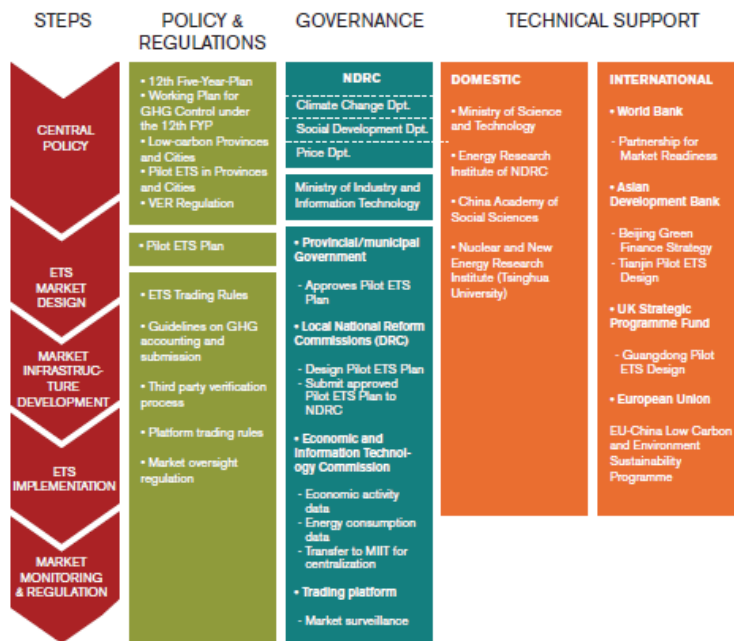 STEPS
POLICY &
REGULATIONS
GOVERNANCE
TECHNICAL SUPPORT
CENTRAL
POLICY
ETS
MARKET
DESIGN
MARKET
INFRASTRUC-
TURE
DEVELOPMENT
ETS
IMPLEMENTATION
MARKET
MONITORING
& REGULATION
• 12th Five-Year-Plan
• Working Plan for
GHG Control under
the 12th FYP
• Low-carbon Provinces
and Cities
• Pilot ETS in Provinces
and Cities
• VER Regulation
• Pilot ETS Plan
• ETS Trading Rules
• Guidelines on GHG
accounting and
submission
• Third party verification
process
• Platform trading rules
• Market oversight
regulation
NDRC
Climate Change Dpt.
Social Development Dpt.
Price Dpt.
Ministry of Industry and
Information Technology
• Provincial/municipal
Government
- Approves Pilot ETS
Plan
• Local National Reform
Commissions (DRC)
- Design Pilot ETS Plan
- Submit approved
Pilot ETS Plan to
NDRC
• Economic and
Information Technol-
ogy Commission
- Economic activity
data
- Energy consumption
data
- Transfer to MIIT for
centralization
• Trading platform
- Market surveillance
DOMESTIC
• Ministry of Science
and Technology
• Energy Research
Institute of NDRC
• China Academy of
Social Sciences
• Nuclear and New
Energy Research
Institute (Tsinghua
University)
INTERNATIONAL
• World Bank
- Partnership for
Market Readiness
• Asian
Development Bank
- Beijing Green
Finance Strategy
- Tianjin Pilot ETS
Design
• UK Strategic
Programme Fund
- Guangdong Pilot
ETS Design
• European Union
EU-China Low Carbon
and Environment
Sustainability
Programme